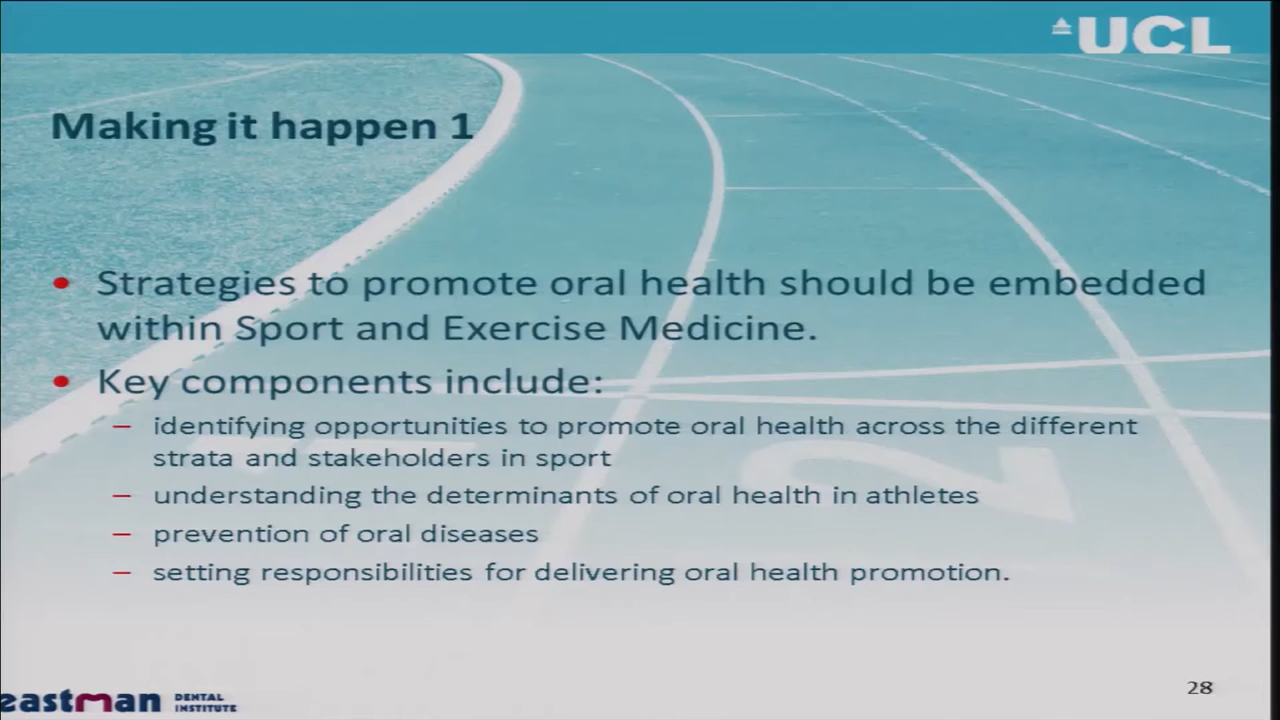 UCL
Making it happen 1
• Strategies to promote oral health should be embedded
within Sport and Exercise Medicine.
• Key components include:
– identifying opportunities to promote oral health across the different
strata and stakeholders in sport
– understanding the determinants of oral health in athletes
– prevention of oral diseases
– setting responsibilities for delivering oral health promotion.
28
eastman DENTAL
INSTITUTE